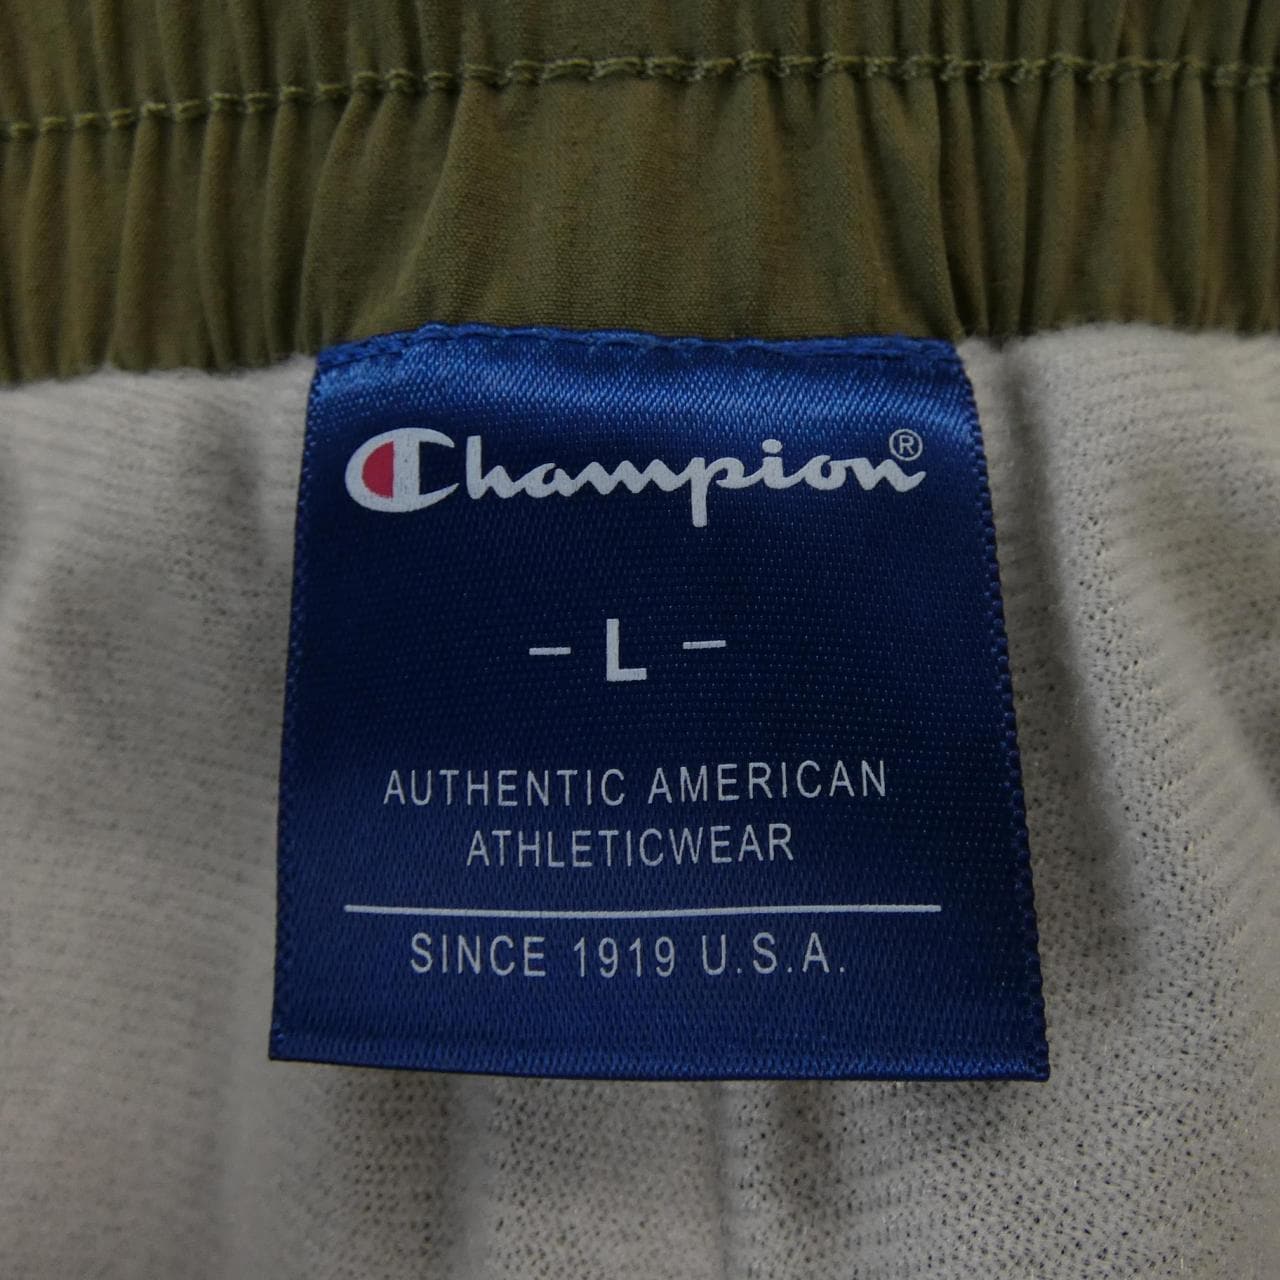 Champion®
- L -
AUTHENTIC AMERICAN
ATHLETICWEAR
SINCE 1919 U.S.A.